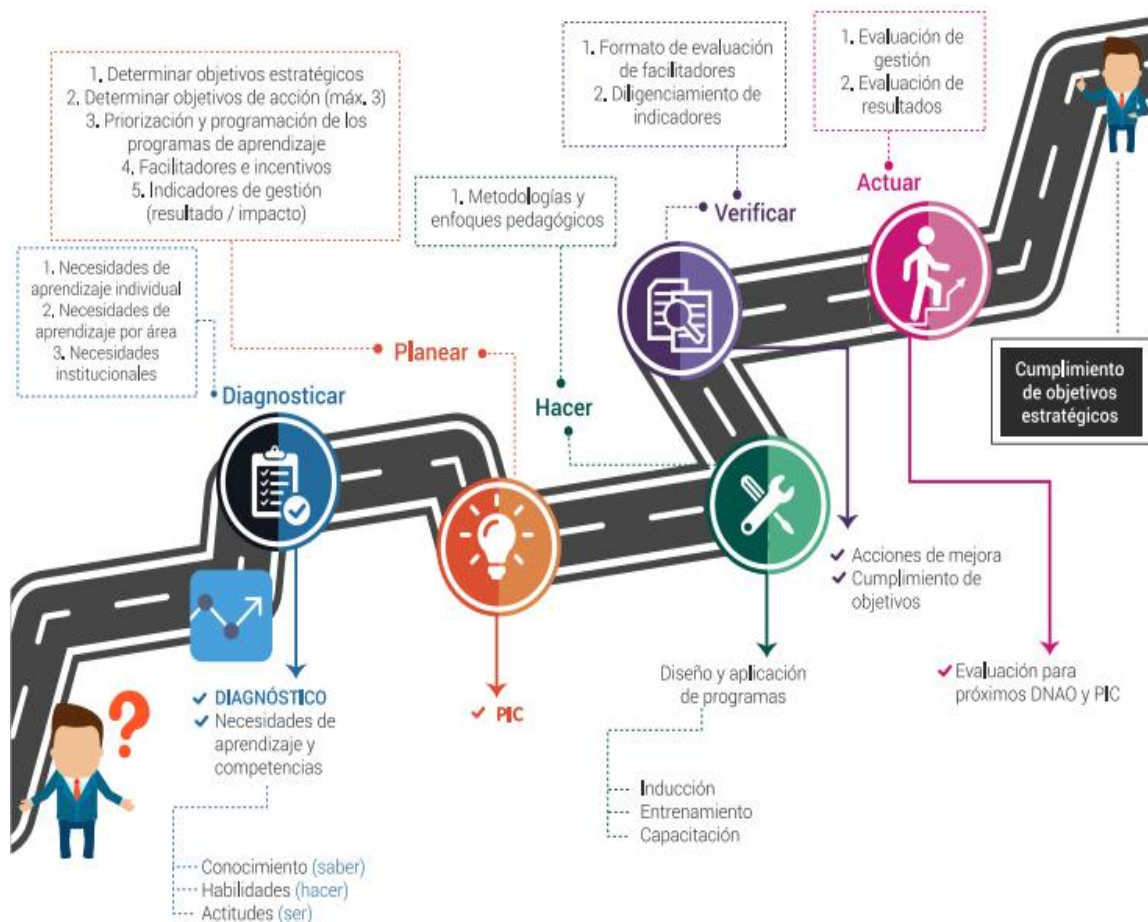 1. Determinar objetivos estratégicos
2. Determinar objetivos de acción (máx. 3)
3. Priorización y programación de los
programas de aprendizaje
4. Facilitadores e incentivos
5. Indicadores de gestión
(resultado / impacto)
1. Formato de evaluación
de facilitadores
2. Diligenciamiento de
indicadores
1. Evaluación de
gestión
2. Evaluación de
resultados
1. Metodologías y
enfoques pedagógicos
1. Necesidades de
aprendizaje individual
2. Necesidades de
aprendizaje por área
3. Necesidades
institucionales
Diagnosticar
Planear
Hacer
Verificar
Actuar
Cumplimiento
de objetivos
estratégicos
DIAGNÓSTICO
Necesidades de
aprendizaje y
competencias
Conocimiento (saber)
Habilidades (hacer)
Actitudes (ser)
PIC
Diseño y aplicación
de programas
Inducción
Entrenamiento
Capacitación
Acciones de mejora
Cumplimiento de
objetivos
Evaluación para
próximos DNAO y PIC
?